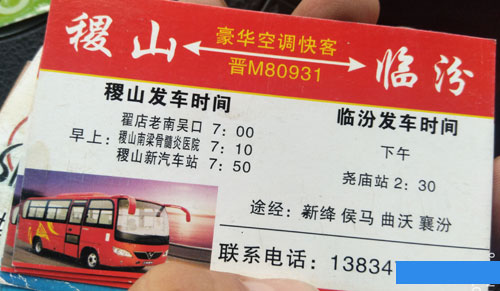 稷山 豪华空调快客 临汾
晋M80931
稷山发车时间
早上：
翟店老南吴口 7：00
稷山南梁骨髓炎医院 7：10
稷山新汽车站 7：50
临汾发车时间
下午
尧庙站 2：30
途经：新绛 侯马 曲沃 襄汾
联系电话：13834